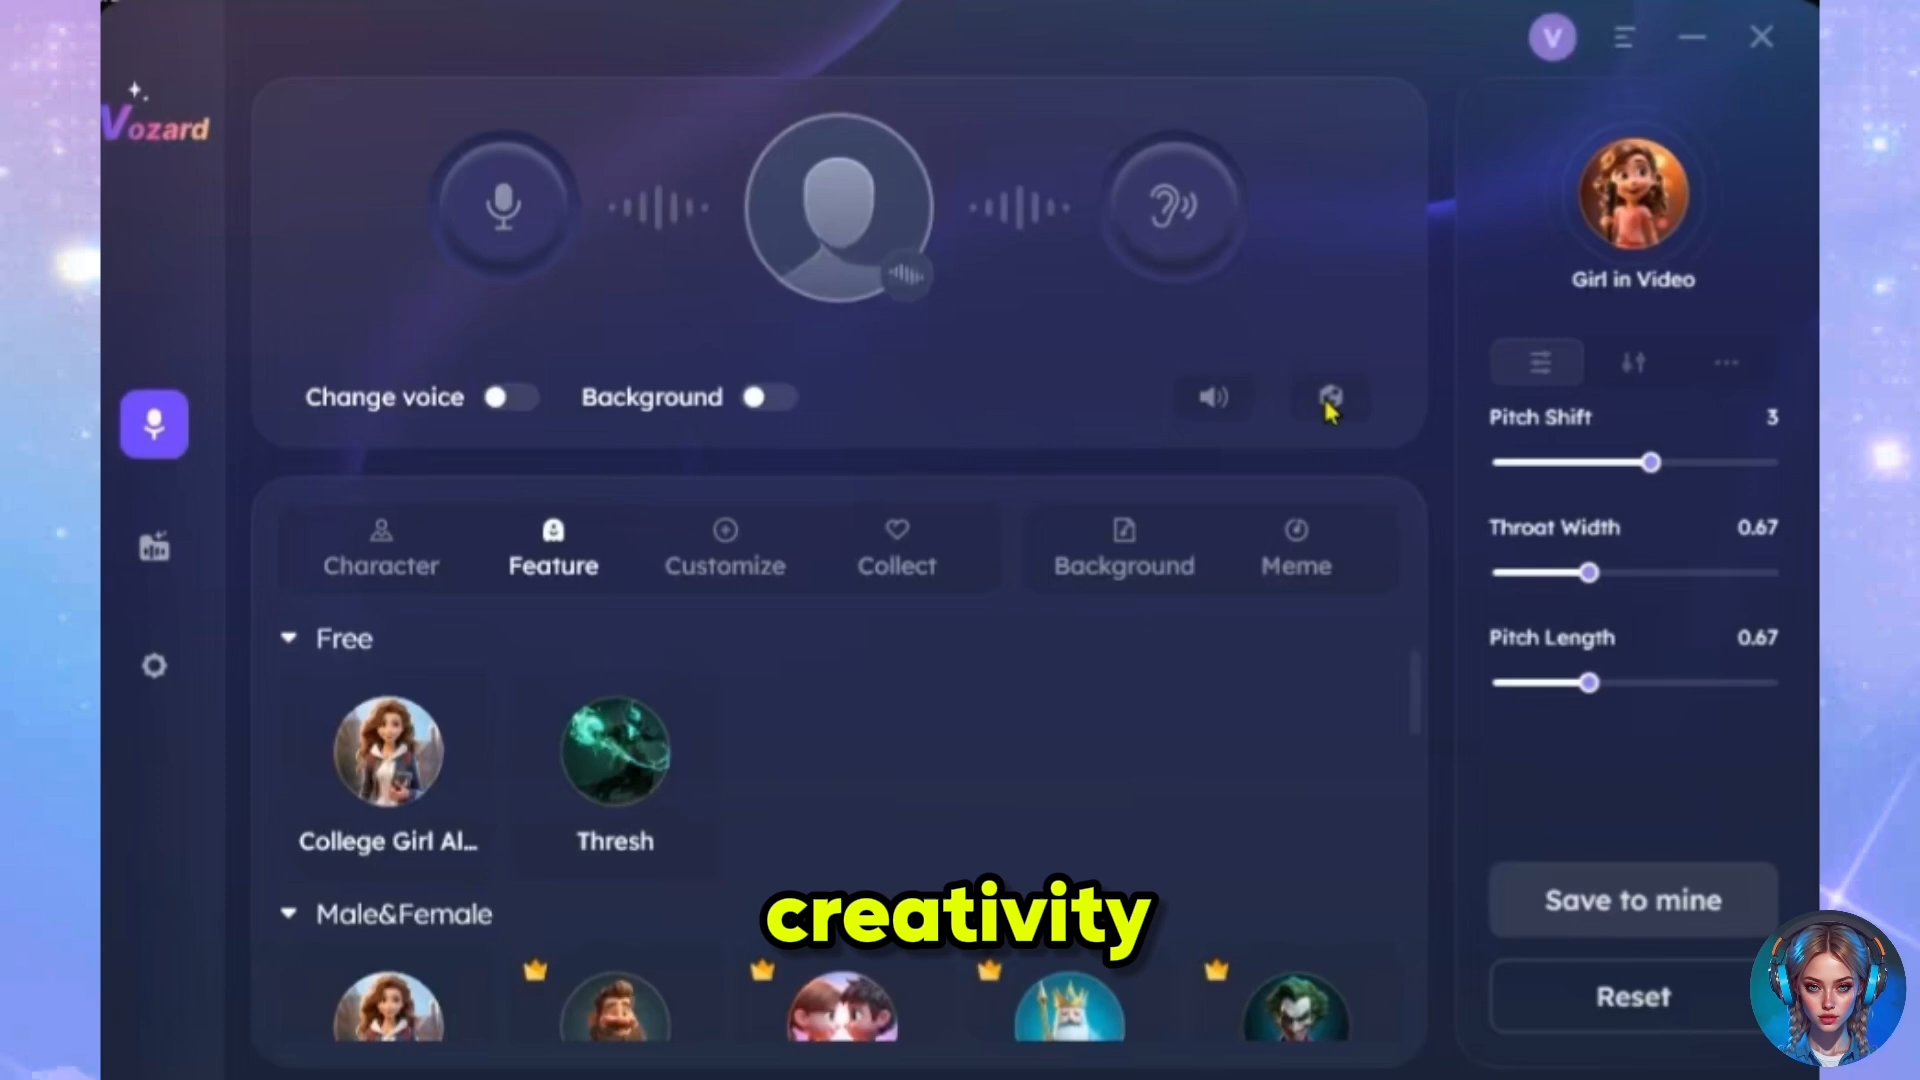 V
Vozard
Girl in Video
Change voice
Background
Pitch Shift 3
Throat Width 0.67
Pitch Length 0.67
Character
Feature
Customize
Collect
Background
Meme
Free
College Girl Al...
Thresh
Male&Female
creativity
Save to mine
Reset